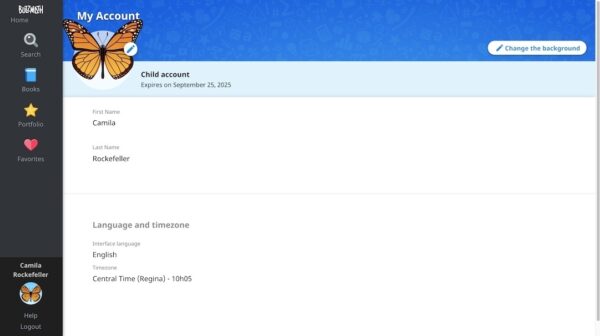 BUZZMATH
Home
Search
Books
Portfolio
Favorites
Camila
Rockefeller
Help
Logout
My Account
Change the background
Child account
Expires on September 25, 2025
First Name
Camila
Last Name
Rockefeller
Language and timezone
Interface language
English
Timezone
Central Time (Regina) - 10h05